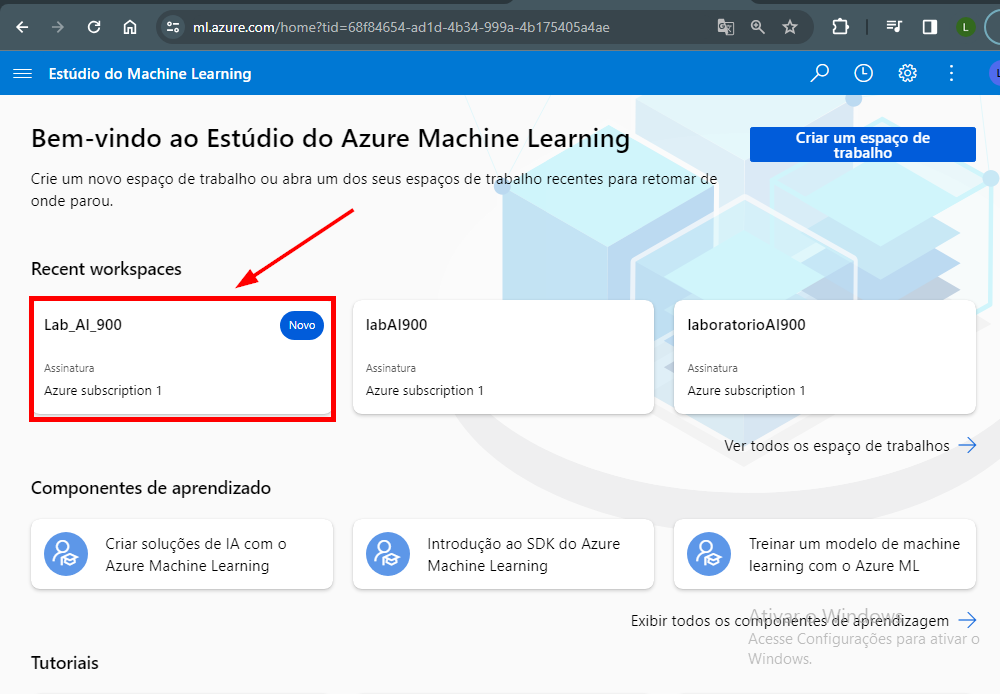 ml.azure.com/home?tid=68f84654-ad1d-4b34-999a-4b175405a4ae
L
Estúdio do Machine Learning
Bem-vindo ao Estúdio do Azure Machine Learning
Criar um espaço de
trabalho
Crie um novo espaço de trabalho ou abra um dos seus espaços de trabalho recentes para retomar de
onde parou.
Recent workspaces
Lab_AI_900
Novo
Assinatura
Azure subscription 1
labAI900
Assinatura
Azure subscription 1
laboratorioAI900
Assinatura
Azure subscription 1
Ver todos os espaço de trabalhos
Componentes de aprendizado
Criar soluções de IA com o
Azure Machine Learning
Introdução ao SDK do Azure
Machine Learning
Treinar um modelo de machine
learning com o Azure ML
Exibir todos os componentes de aprendizagem
Ativar o Windows
Acesse Configurações para ativar o
Windows.
Tutoriais